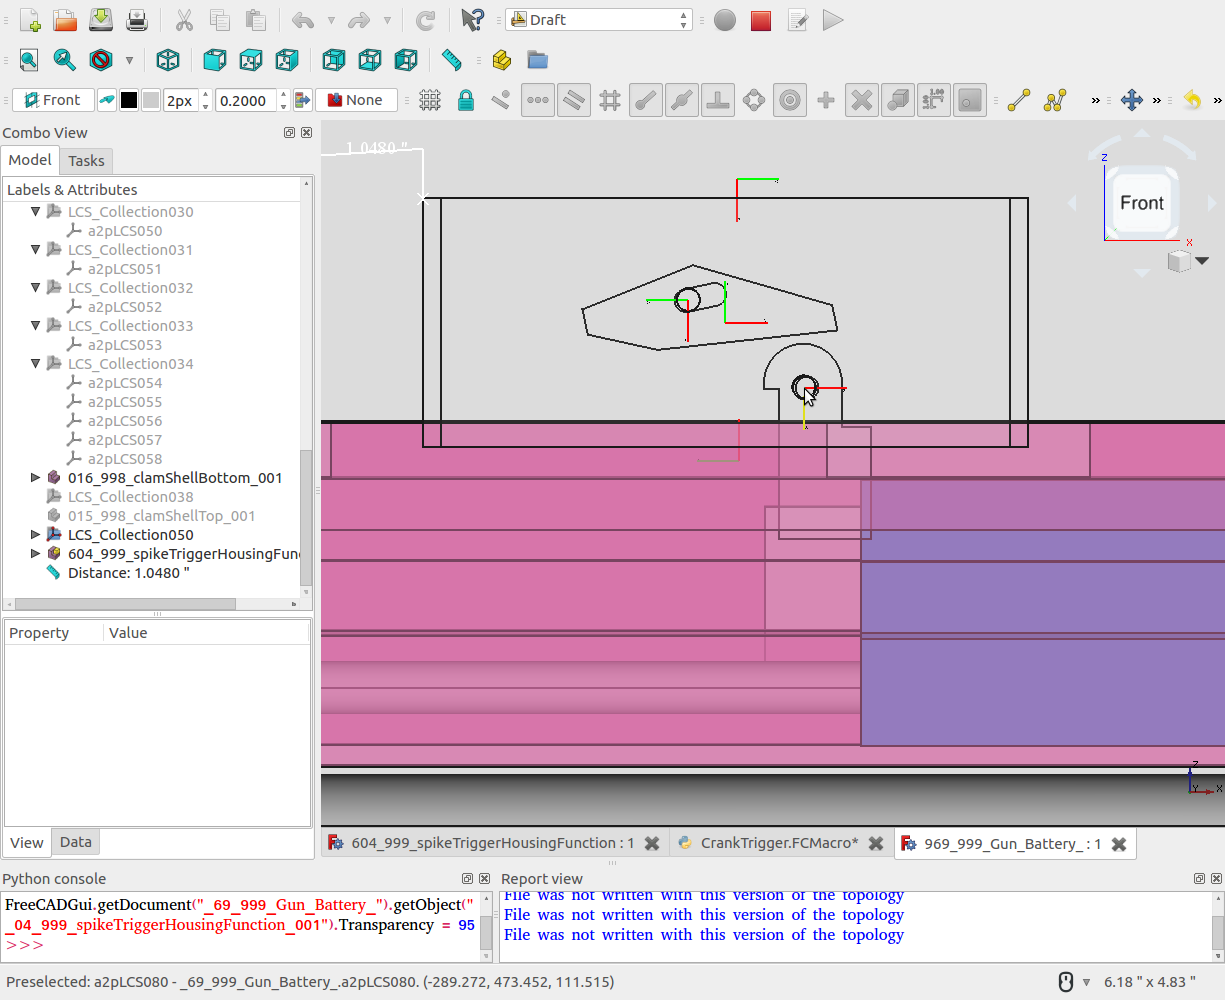 Draft
Front
2px
0.2000
None
1.00
»
»
»
Combo View
Model
Tasks
Labels & Attributes
LCS_Collection030
a2pLCS050
LCS_Collection031
a2pLCS051
LCS_Collection032
a2pLCS052
LCS_Collection033
a2pLCS053
LCS_Collection034
a2pLCS054
a2pLCS055
a2pLCS056
a2pLCS057
a2pLCS058
016_998_clamShellBottom_001
LCS_Collection038
015_998_clamShellTop_001
LCS_Collection050
604_999_spikeTriggerHousingFun
Distance: 1.0480 "
Property
Value
View
Data
1.0480 "
Z
Front
X
Z
Y
X
604_999_spikeTriggerHousingFunction : 1
CrankTrigger.FCMacro*
969_999_Gun_Battery_ : 1
Python console
FreeCADGui.getDocument("_69_999_Gun_Battery_").getObject("
_04_999_spikeTriggerHousingFunction_001").Transparency = 95
>>>
Report view
File was not written with this version of the topology
File was not written with this version of the topology
File was not written with this version of the topology
Preselected: a2pLCS080 - _69_999_Gun_Battery_.a2pLCS080. (-289.272, 473.452, 111.515)
6.18 " x 4.83 "